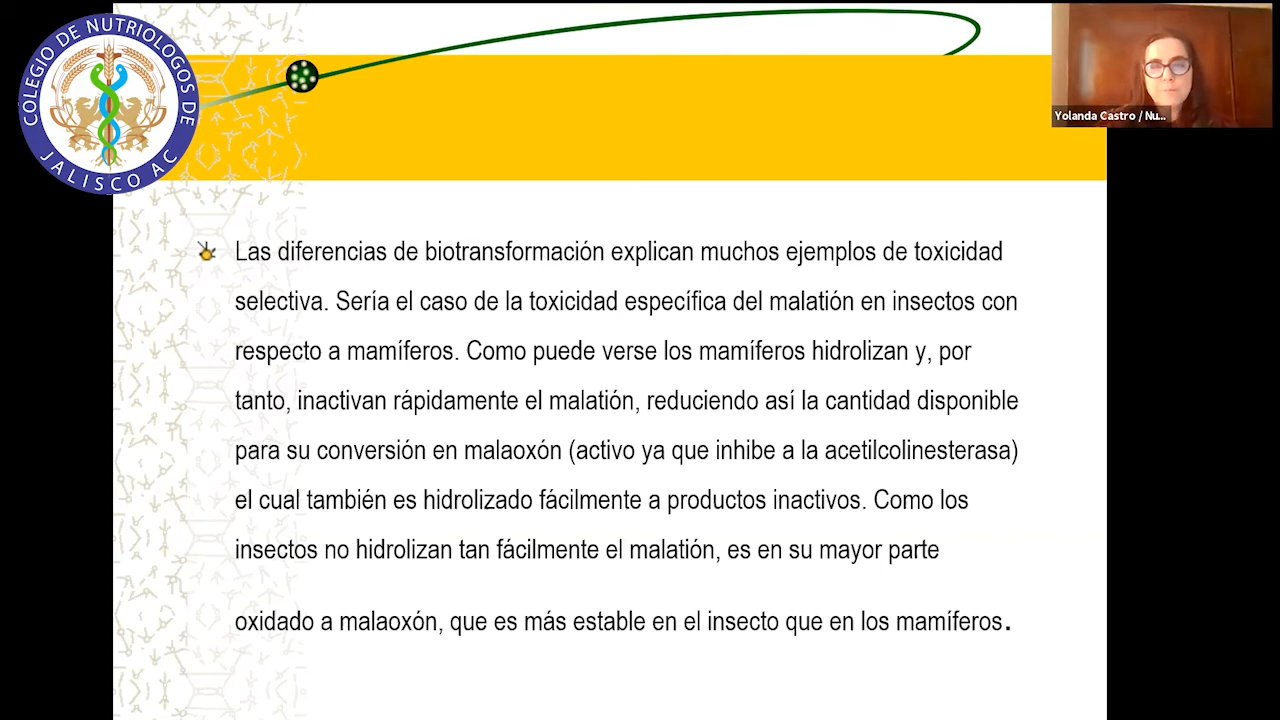 COLEGIO DE NUTRIOLOGOS DE
JALISCO AC
Yolanda Castro / Nu...
Las diferencias de biotransformación explican muchos ejemplos de toxicidad
selectiva. Sería el caso de la toxicidad específica del malatión en insectos con
respecto a mamíferos. Como puede verse los mamíferos hidrolizan y, por
tanto, inactivan rápidamente el malatión, reduciendo así la cantidad disponible
para su conversión en malaoxón (activo ya que inhibe a la acetilcolinesterasa)
el cual también es hidrolizado fácilmente a productos inactivos. Como los
insectos no hidrolizan tan fácilmente el malatión, es en su mayor parte
oxidado a malaoxón, que es más estable en el insecto que en los mamíferos.